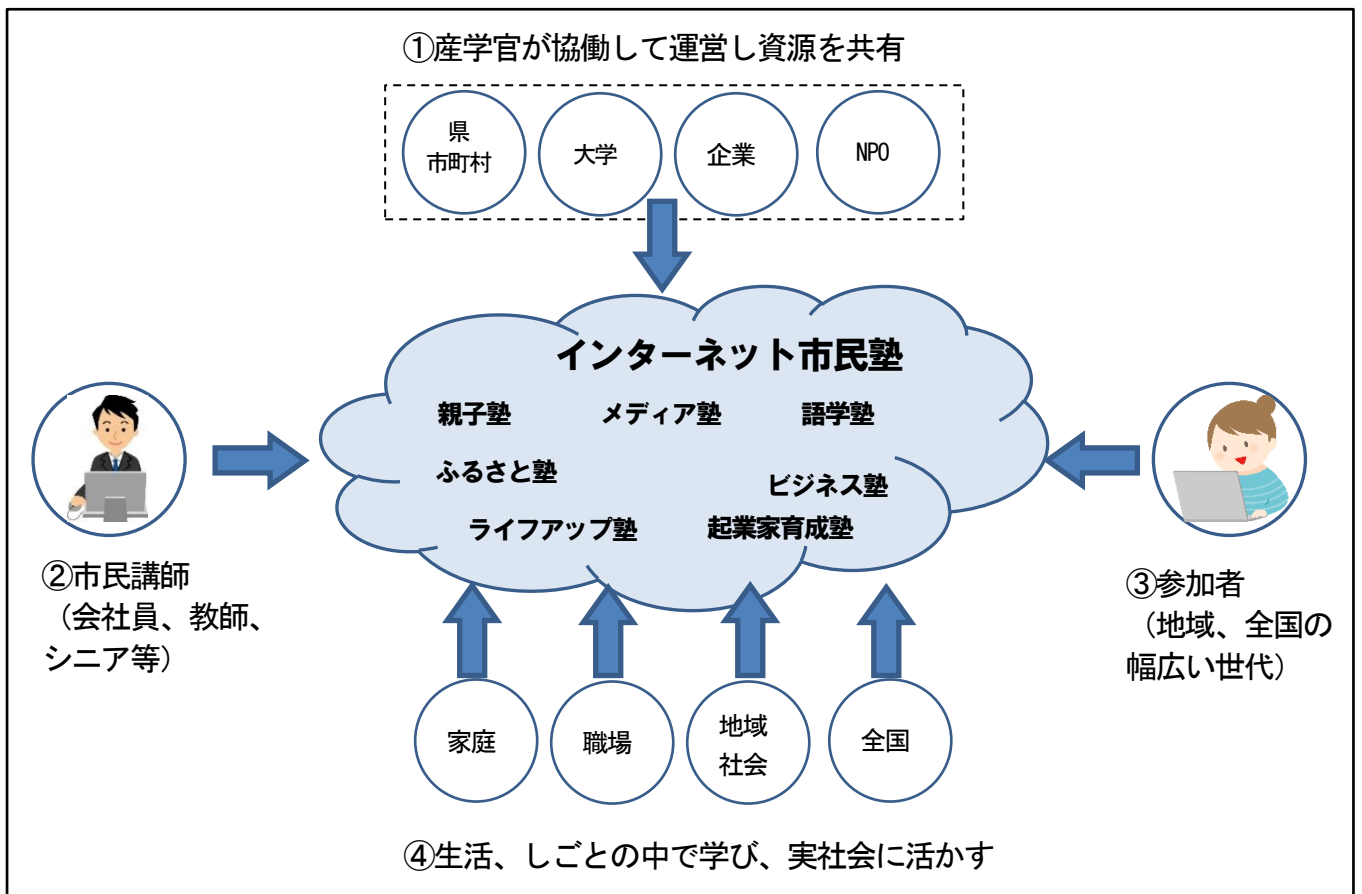 ①産学官が協働して運営し資源を共有
県
市町村
大学
企業
NPO
インターネット市民塾
親子塾
メディア塾
語学塾
ふるさと塾
ビジネス塾
ライフアップ塾
起業家育成塾
②市民講師
（会社員、教師、
シニア等）
③参加者
（地域、全国の
幅広い世代）
家庭
職場
地域
社会
全国
④生活、しごとの中で学び、実社会に活かす